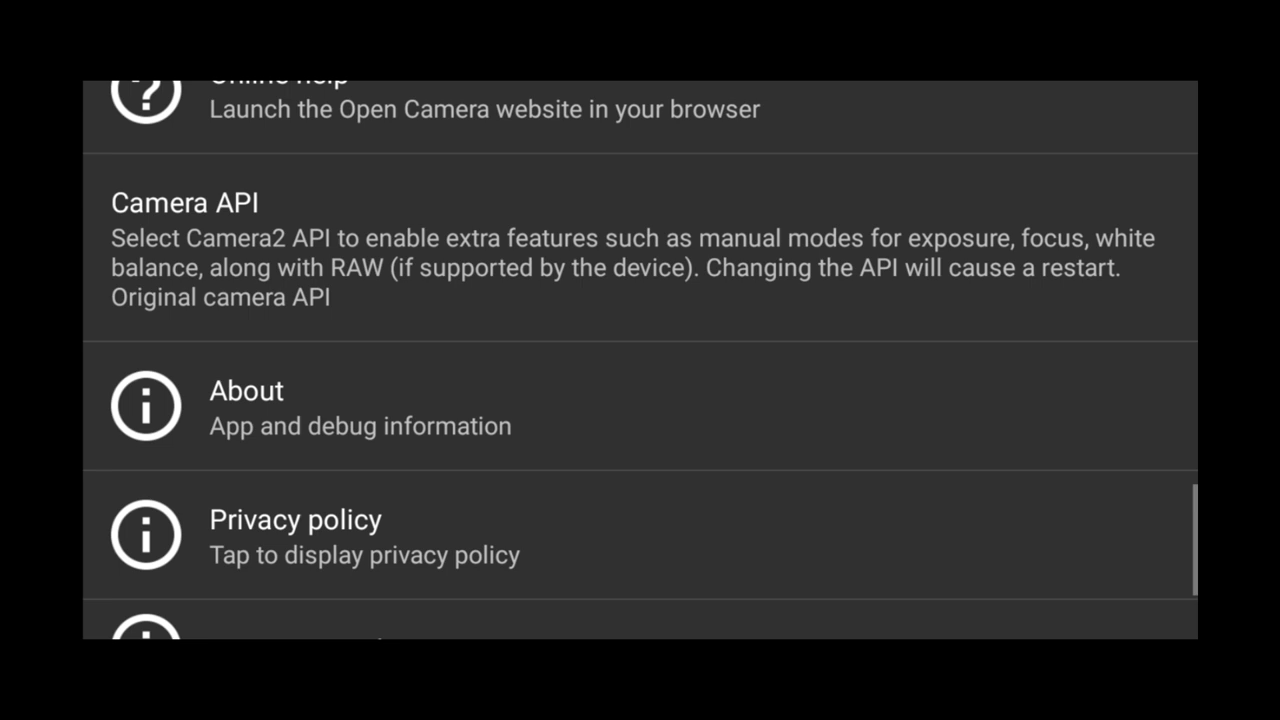 Online help
Launch the Open Camera website in your browser
Camera API
Select Camera2 API to enable extra features such as manual modes for exposure, focus, white
balance, along with RAW (if supported by the device). Changing the API will cause a restart.
Original camera API
About
App and debug information
Privacy policy
Tap to display privacy policy